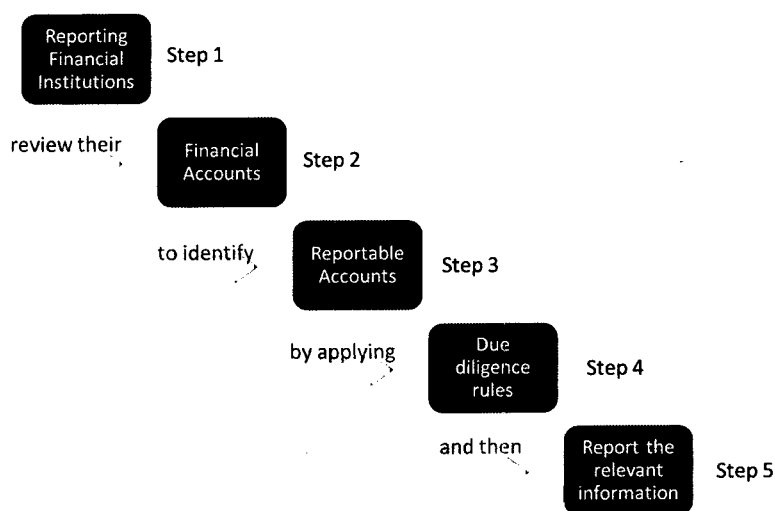 Reporting
Financial
Institutions
Step 1
review their
Financial
Accounts
Step 2
to identify
Reportable
Accounts
Step 3
by applying
Due
diligence
rules
Step 4
and then
Report the
relevant
information
Step 5